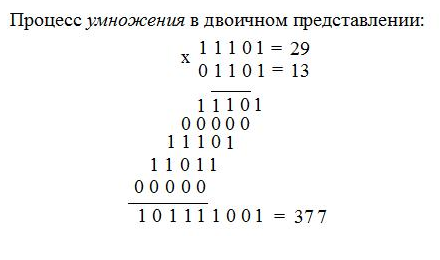 Процесс умножения в двоичном представлении:
x 1 1 1 0 1 = 29
0 1 1 0 1 = 13
1 1 1 0 1
0 0 0 0 0
1 1 1 0 1
1 1 0 1 1
0 0 0 0 0
1 0 1 1 1 1 0 0 1 = 377